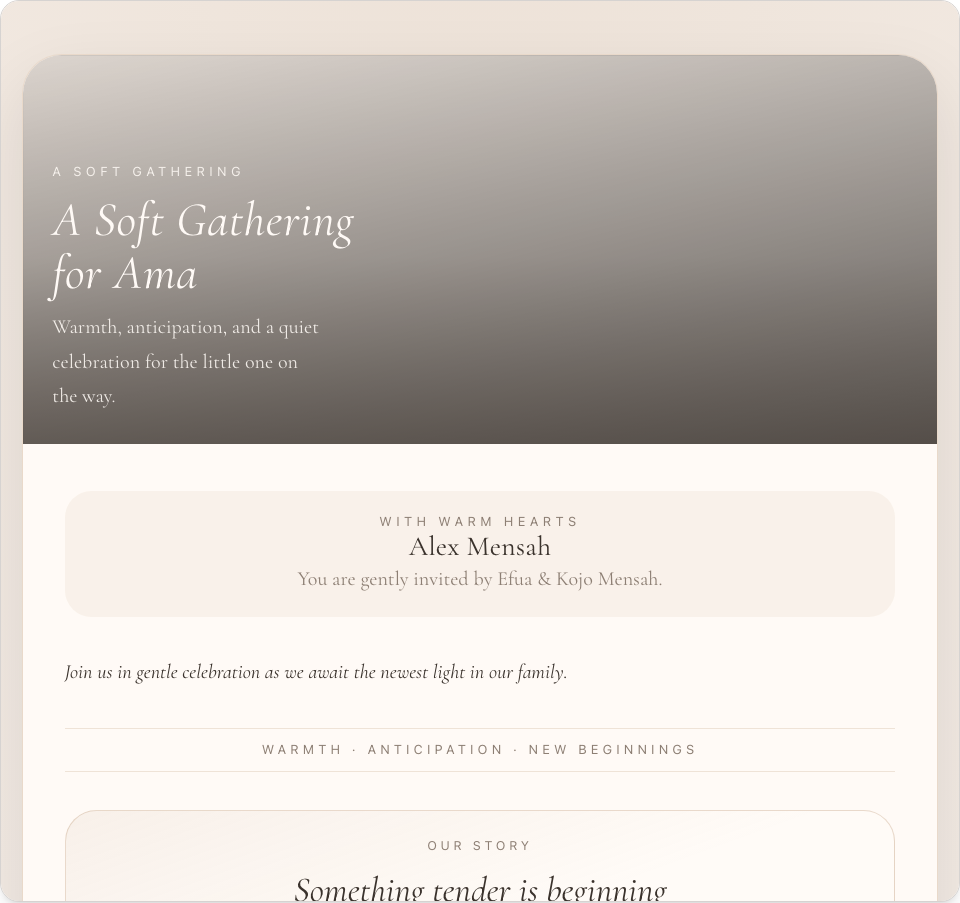 A SOFT GATHERING
A Soft Gathering
for Ama
Warmth, anticipation, and a quiet
celebration for the little one on
the way.
WITH WARM HEARTS
Alex Mensah
You are gently invited by Efua & Kojo Mensah.
Join us in gentle celebration as we await the newest light in our family.
WARMTH · ANTICIPATION · NEW BEGINNINGS
OUR STORY
Something tender is beginning